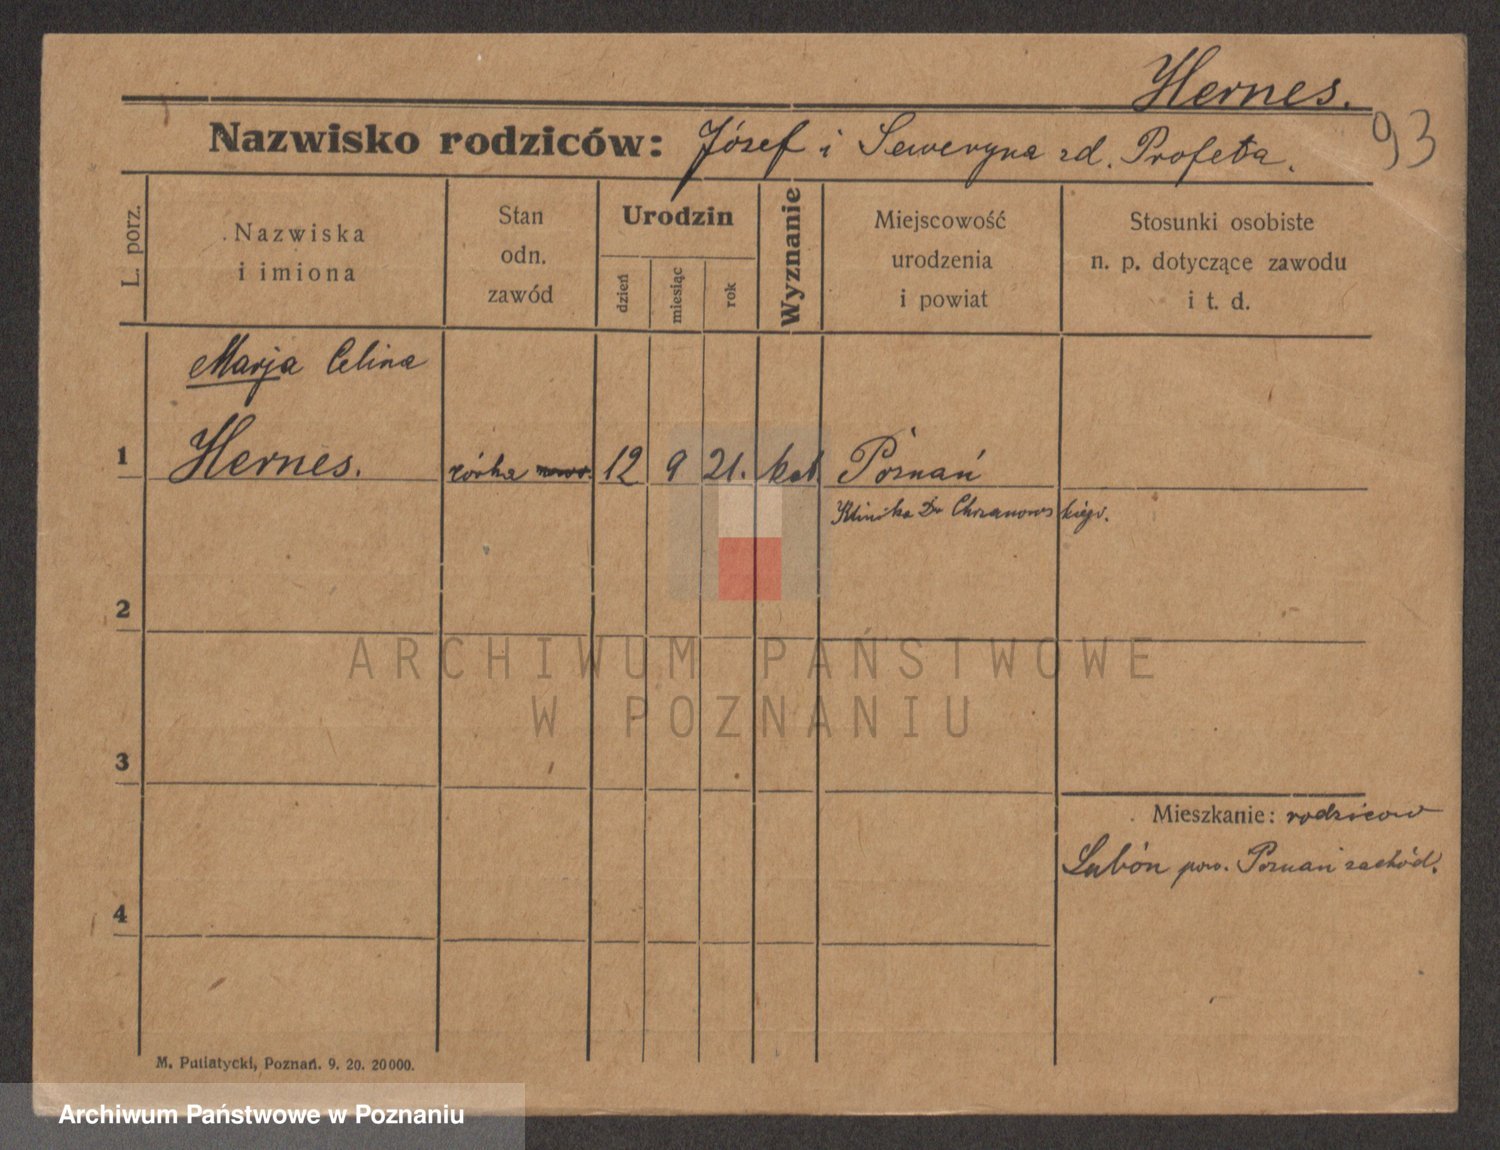 Hernes.
93
Nazwisko rodziców: Józef i Seweryna zd. Profeta.
L. porz.
Nazwiska
i imiona
Stan
odn.
zawód
Urodzin
dzień
miesiąc
rok
Wyznanie
Miejscowość
urodzenia
i powiat
Stosunki osobiste
n. p. dotyczące zawodu
i t. d.
Marja Celina
1 Hernes. córka 12 9 21. kat. Poznań
Klinika Dr Chrzanowskiego.
2
ARCHIWUM PAŃSTWOWE
W POZNANIU
3
Mieszkanie: rodziców
Luboń pow. Poznań zachód.
4
M. Putiatycki, Poznań. 9. 20. 20000.
Archiwum Państwowe w Poznaniu